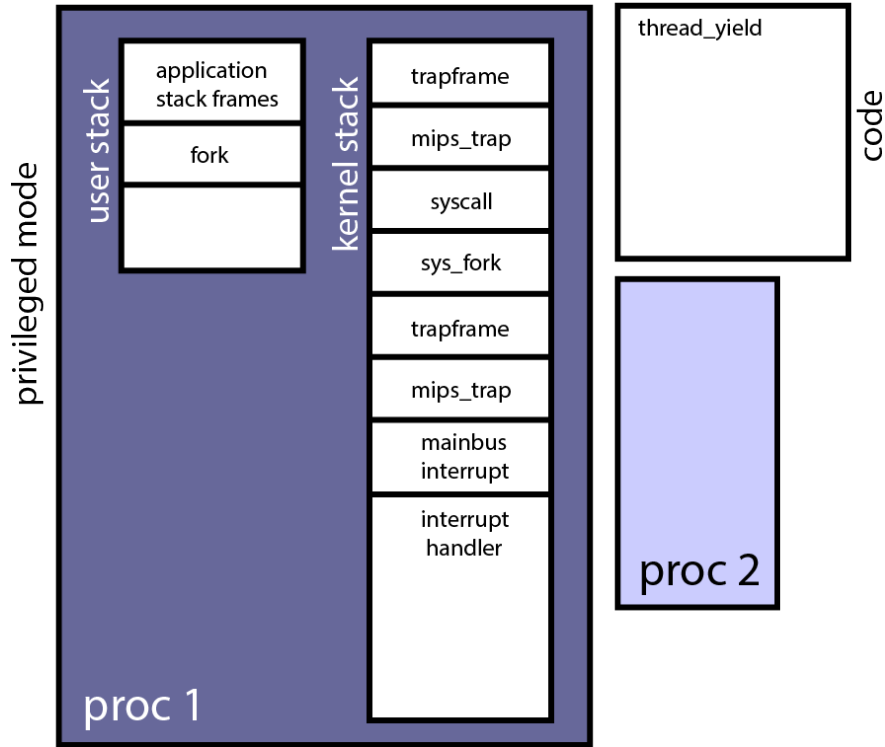 privileged mode
user stack
application
stack frames
fork
kernel stack
trapframe
mips_trap
syscall
sys_fork
trapframe
mips_trap
mainbus
interrupt
interrupt
handler
proc 1
thread_yield
code
proc 2